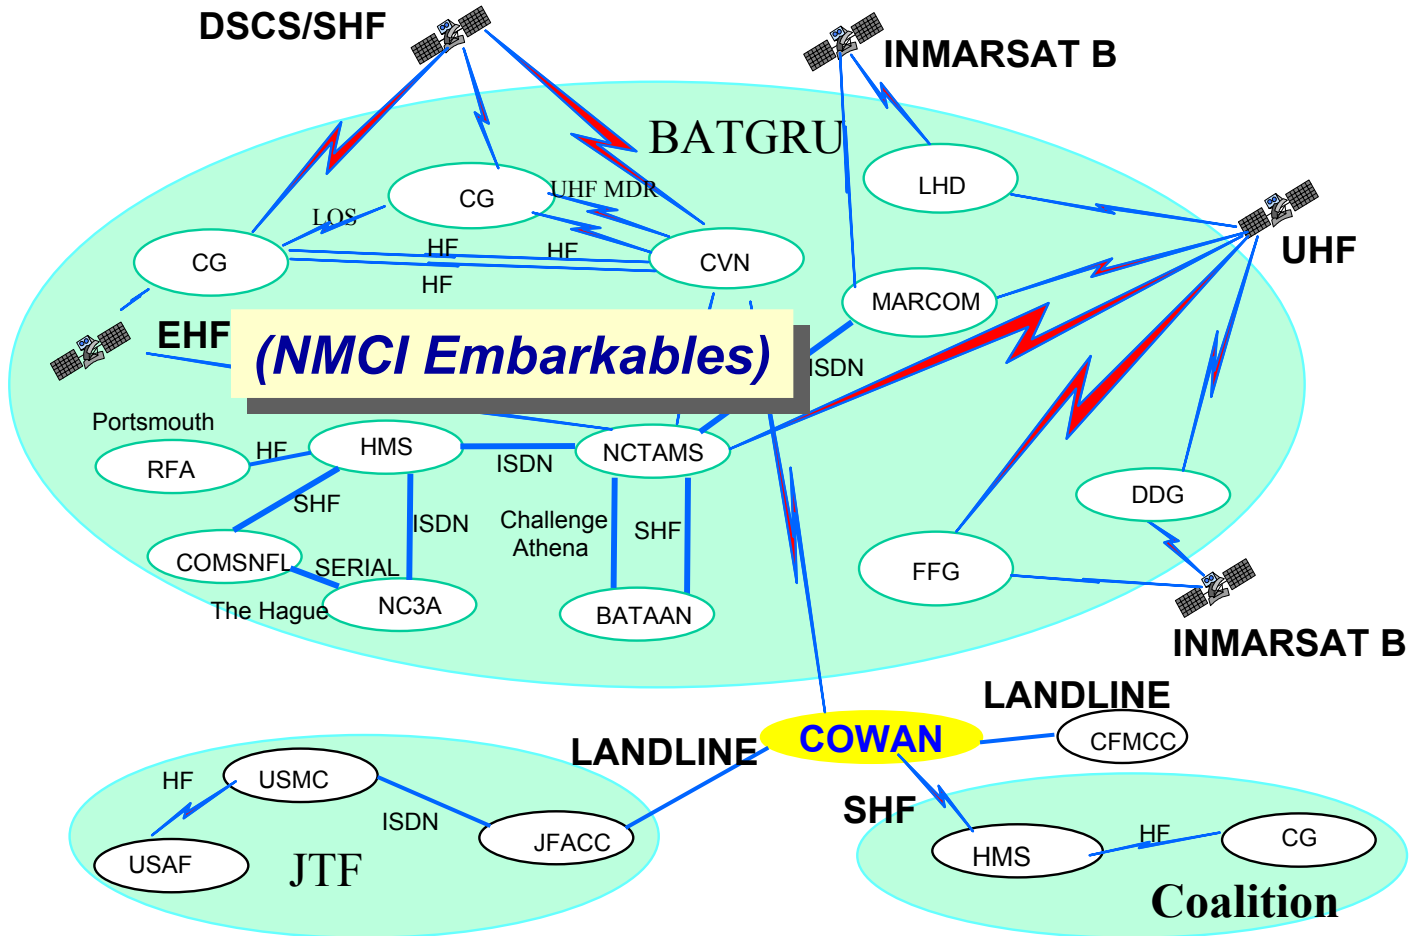 DSCS/SHF
INMARSAT B
BATGRU
LHD
CG
UHF MDR
LOS
HF
HF
HF
CG
CVN
UHF
MARCOM
EHF
(NMCI Embarkables)
ISDN
Portsmouth
RFA
HF
HMS
ISDN
NCTAMS
SHF
ISDN
Challenge
Athena
SHF
DDG
COMSNFL
SERIAL
The Hague
NC3A
BATAAN
FFG
INMARSAT B
LANDLINE
LANDLINE
COWAN
CFMCC
HF
USMC
ISDN
JFACC
USAF
JTF
SHF
HMS
HF
CG
Coalition